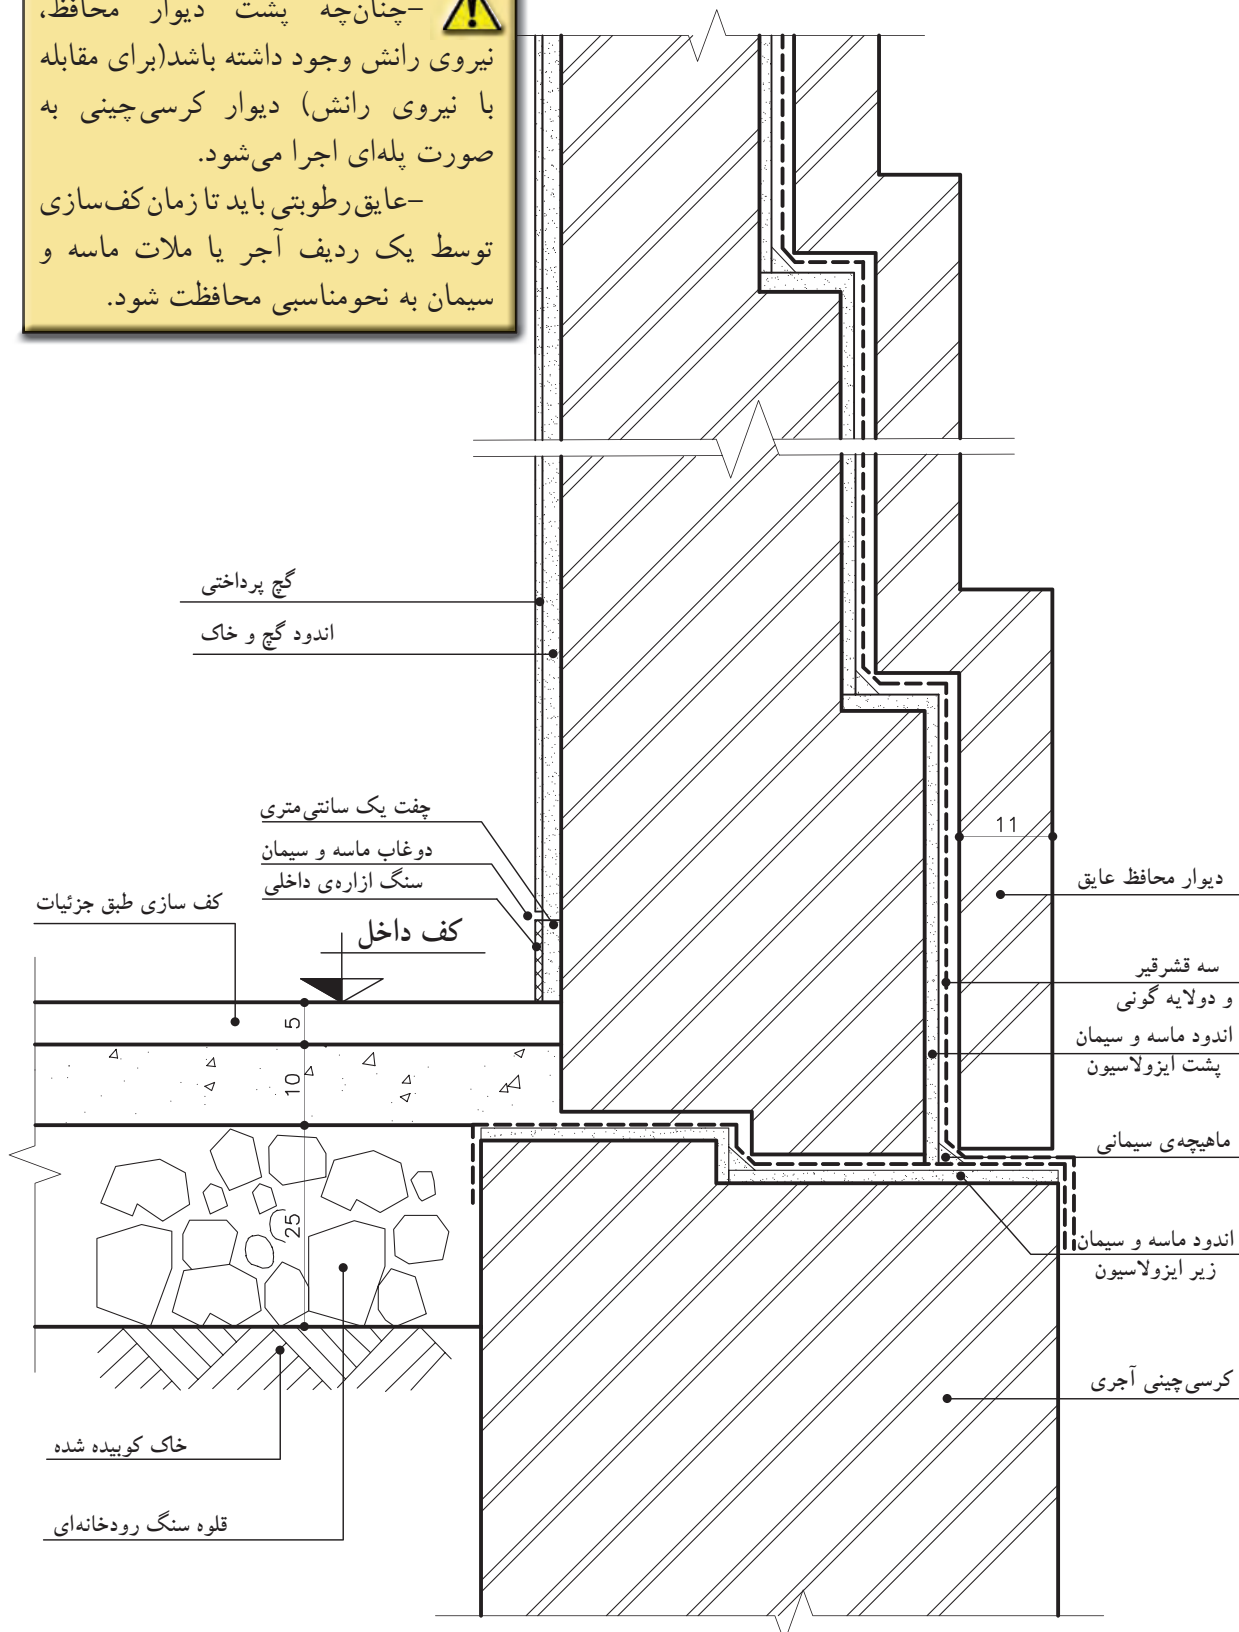 -چنان‌چه پشت دیوار محافظ،
نیروی رانش وجود داشته باشد(برای مقابله
با نیروی رانش) دیوار کرسی‌چینی به
صورت پله‌ای اجرا می‌شود.
-عایق رطوبتی باید تا زمان کف‌سازی
توسط یک ردیف آجر یا ملات ماسه و
سیمان به نحومناسبی محافظت شود.
گچ پرداختی
اندود گچ و خاک
چفت یک سانتی‌متری
دوغاب ماسه و سیمان
سنگ ازاره‌ی داخلی
کف سازی طبق جزئیات
کف داخل
11
دیوار محافظ عایق
سه قشرقیر
و دولایه گونی
اندود ماسه و سیمان
پشت ایزولاسیون
ماهیچه‌ی سیمانی
5
10
25
اندود ماسه و سیمان
زیر ایزولاسیون
کرسی‌چینی آجری
خاک کوبیده شده
قلوه سنگ رودخانه‌ای